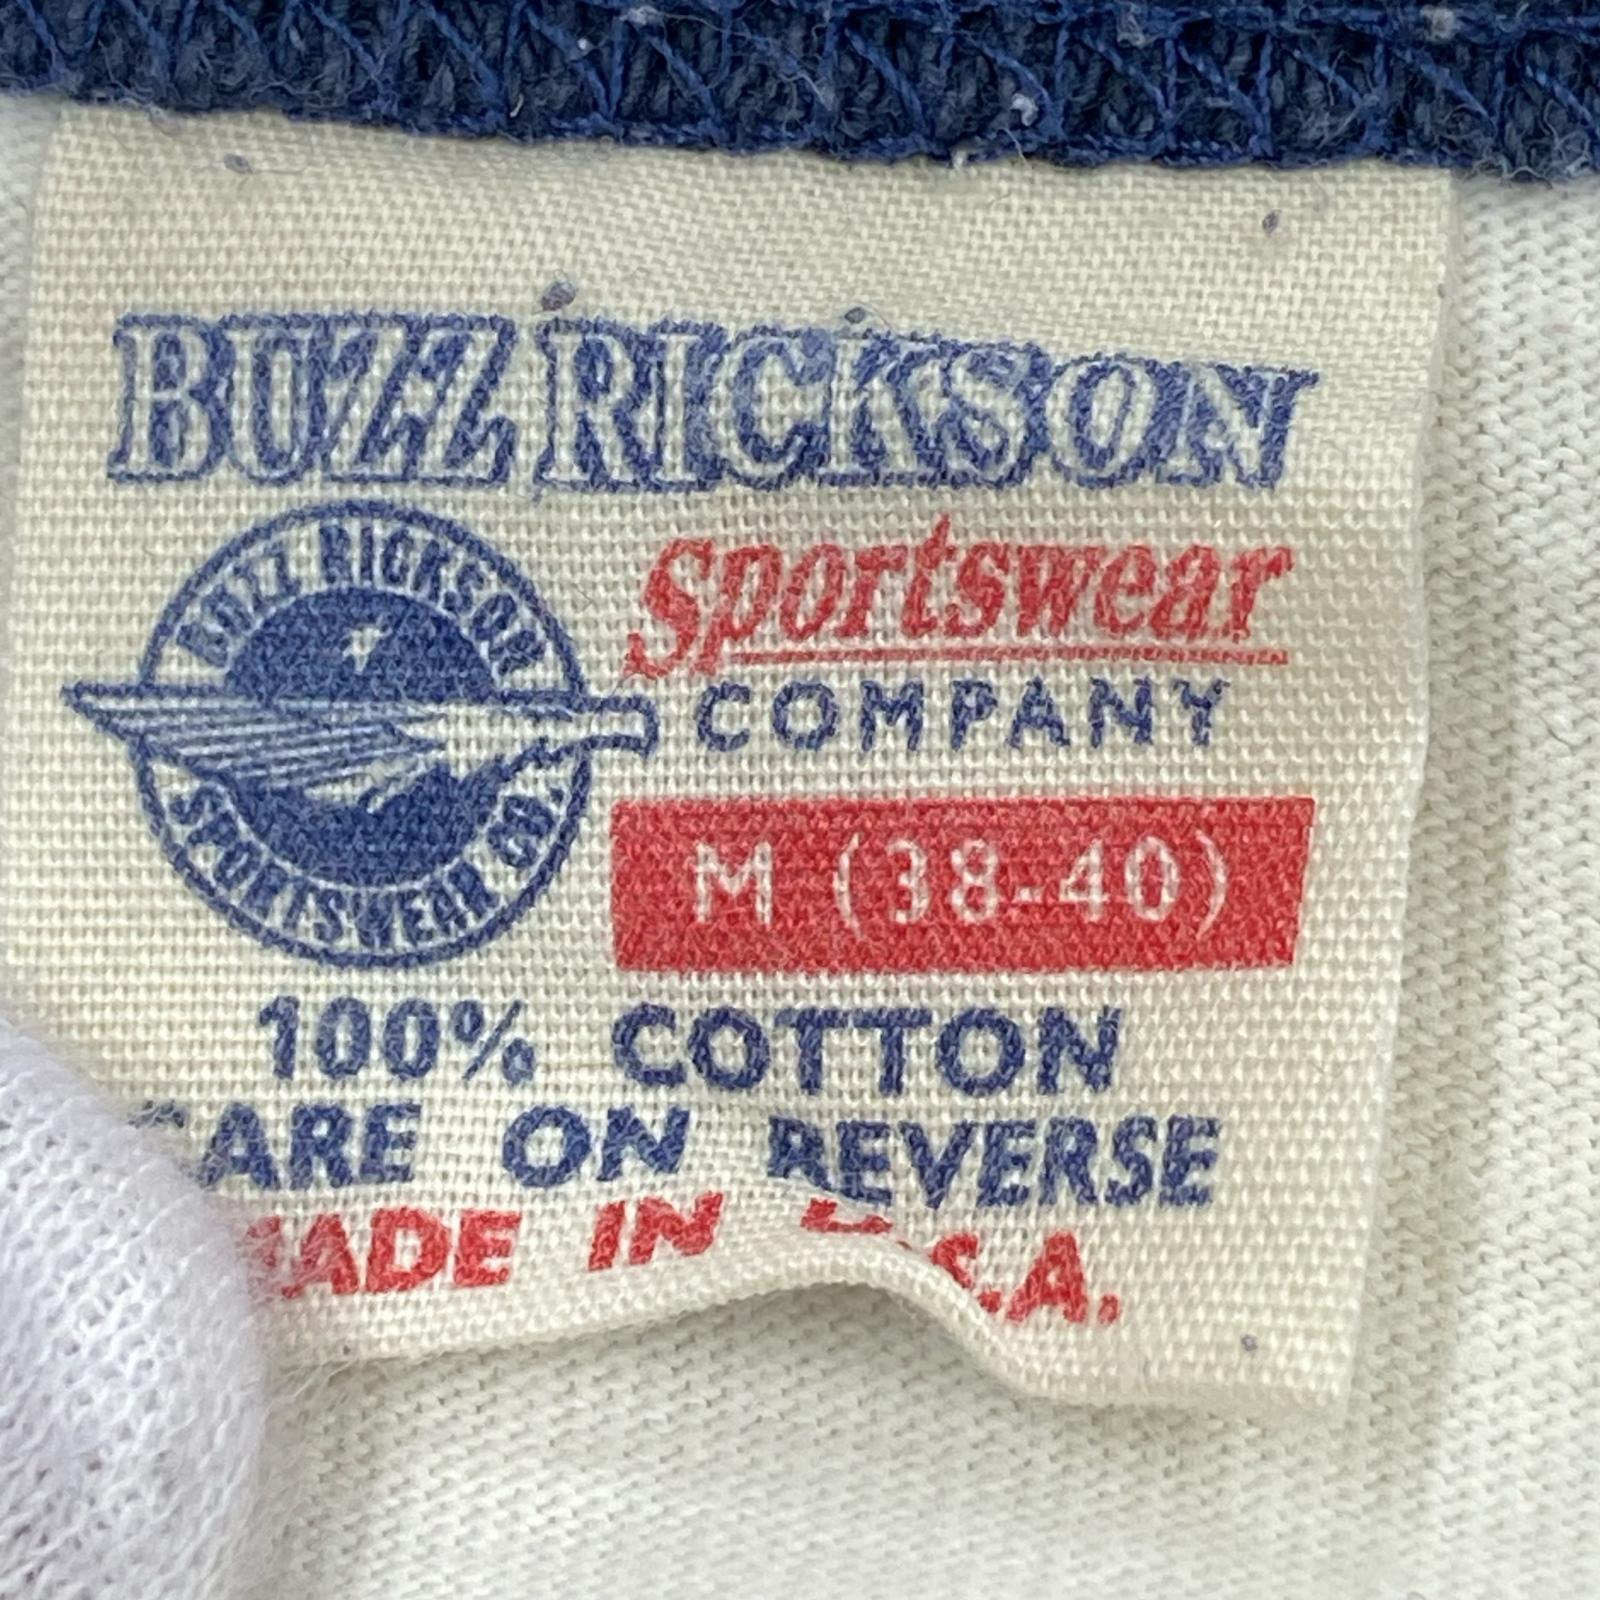 BUZZ RICKSON
BUZZ RICKSON
SPORTSWEAR CO.
Sportswear
COMPANY
M (38-40)
100% COTTON
CARE ON REVERSE
MADE IN U.S.A.